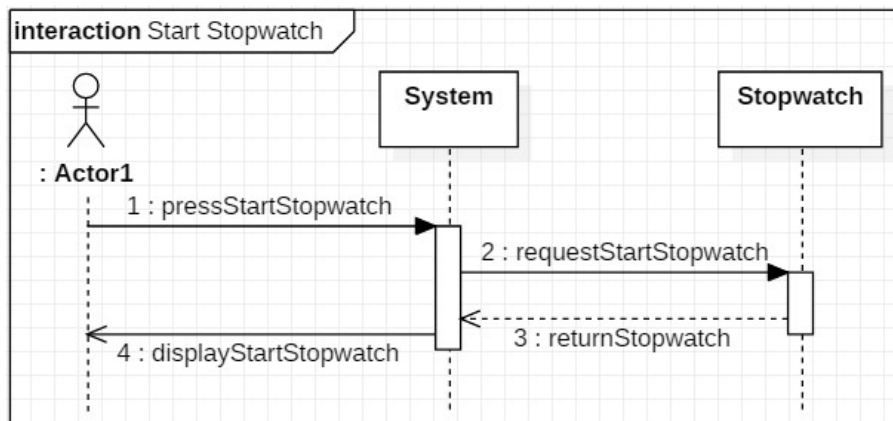 interaction Start Stopwatch
System
Stopwatch
: Actor1
1 : pressStartStopwatch
2 : requestStartStopwatch
3 : returnStopwatch
4 : displayStartStopwatch